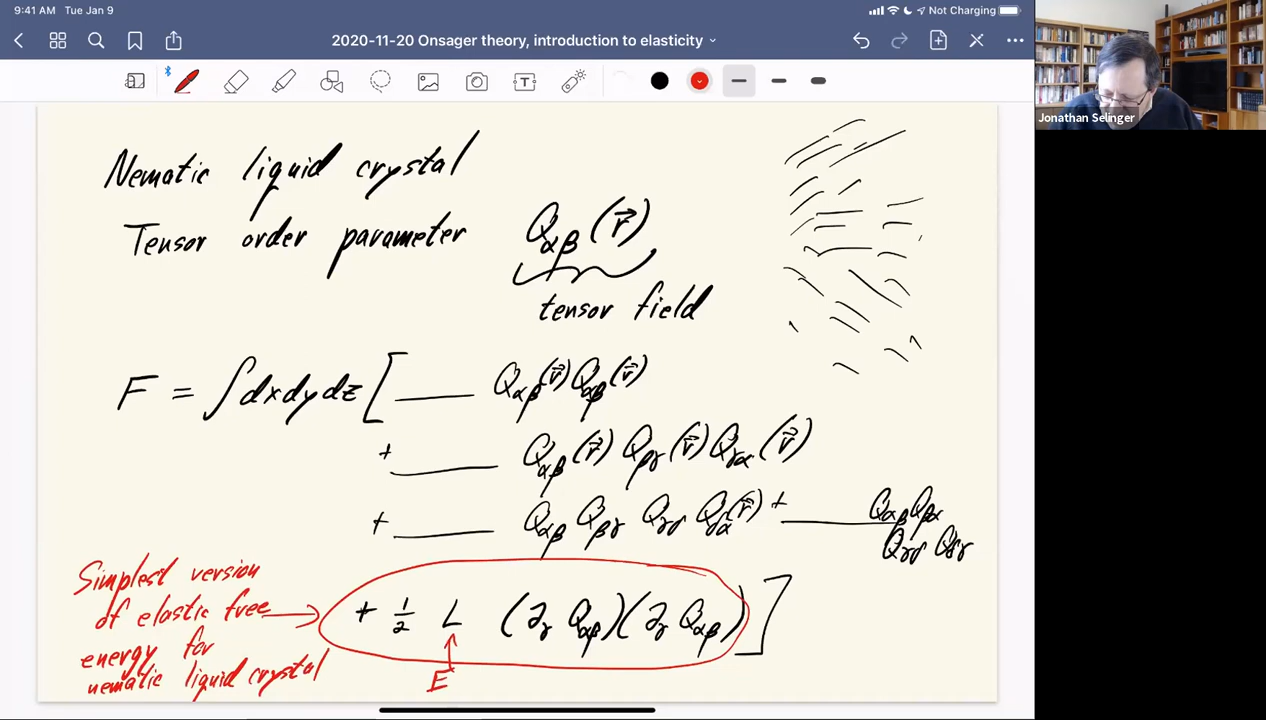 9:41 AM Tue Jan 9
Not Charging
2020-11-20 Onsager theory, introduction to elasticity
Jonathan Selinger
Nematic liquid crystal
Tensor order parameter Qαβ(r⃗)
tensor field
F = ∫dxdydz [ ___ Qαβ(r⃗)Qαβ(r⃗)
+ ___ Qαβ(r⃗) Qβγ(r⃗) Qγα(r⃗)
+ ___ Qαβ Qβγ Qγδ Qδα(r⃗) + ___ QαβQβα
Qγδ Qδγ
+ 1/2 L (∂γ Qαβ)(∂γ Qαβ) ]
Simplest version
of elastic free
energy for
nematic liquid crystal
E